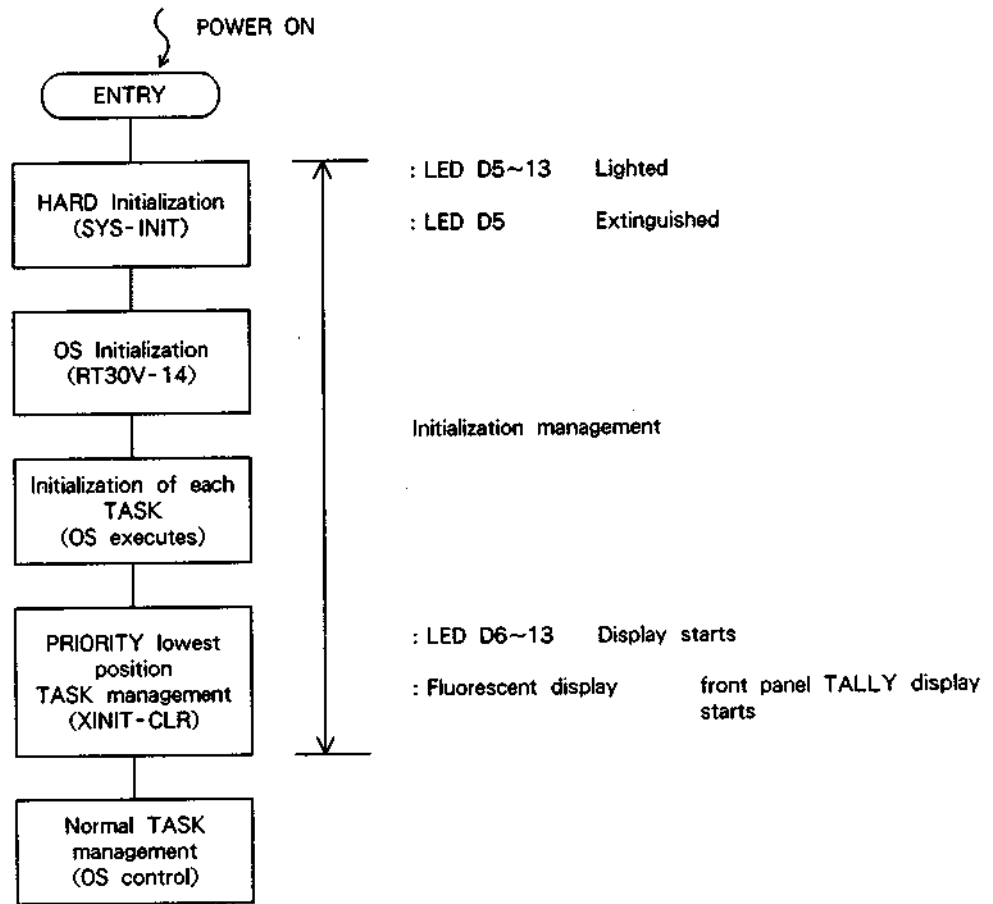 POWER ON
ENTRY
HARD Initialization
(SYS-INIT)
: LED D5~13 Lighted
: LED D5 Extinguished
OS Initialization
(RT30V-14)
Initialization management
Initialization of each
TASK
(OS executes)
PRIORITY lowest
position
TASK management
(XINIT-CLR)
: LED D6~13 Display starts
: Fluorescent display front panel TALLY display
starts
Normal TASK
management
(OS control)